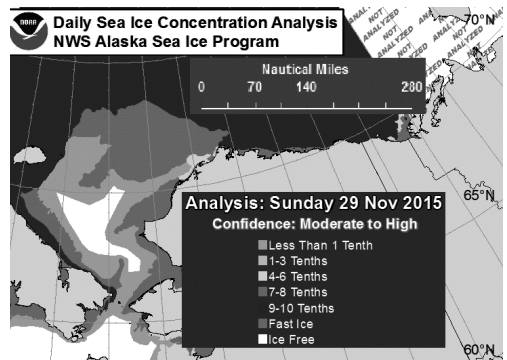 NOAA
Daily Sea Ice Concentration Analysis
NWS Alaska Sea Ice Program
NOT
ANALYZED
NOT
ANALYZED
NOT
ANALYZED
NOT
ANALYZED
70°N
Nautical Miles
0 70 140 280
65°N
Analysis: Sunday 29 Nov 2015
Confidence: Moderate to High
Less Than 1 Tenth
1-3 Tenths
4-6 Tenths
7-8 Tenths
9-10 Tenths
Fast Ice
Ice Free
60°N